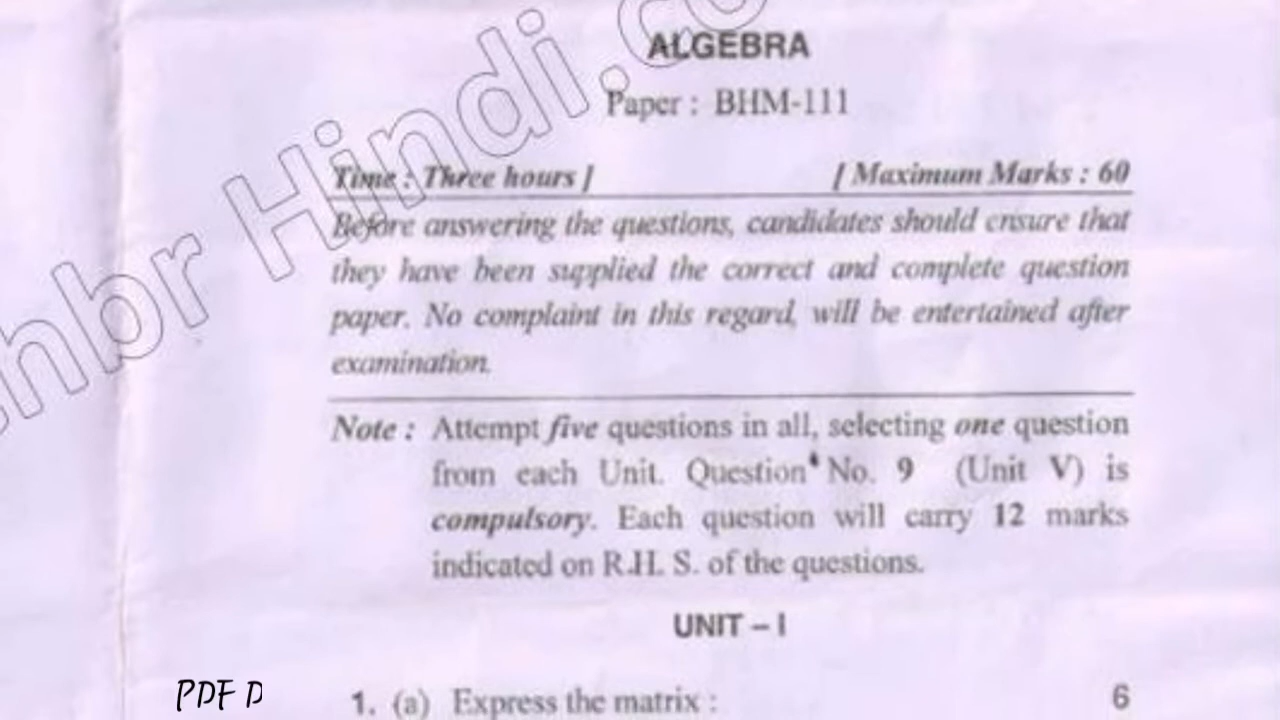 ALGEBRA
Paper : BHM-111
Time : Three hours ] [ Maximum Marks : 60
Before answering the questions, candidates should ensure that
they have been supplied the correct and complete question
paper. No complaint in this regard, will be entertained after
examination.
Note : Attempt five questions in all, selecting one question
from each Unit. Question No. 9 (Unit V) is
compulsory. Each question will carry 12 marks
indicated on R.H. S. of the questions.
UNIT – I
1. (a) Express the matrix : 6
PDF D
hbr Hindi.co